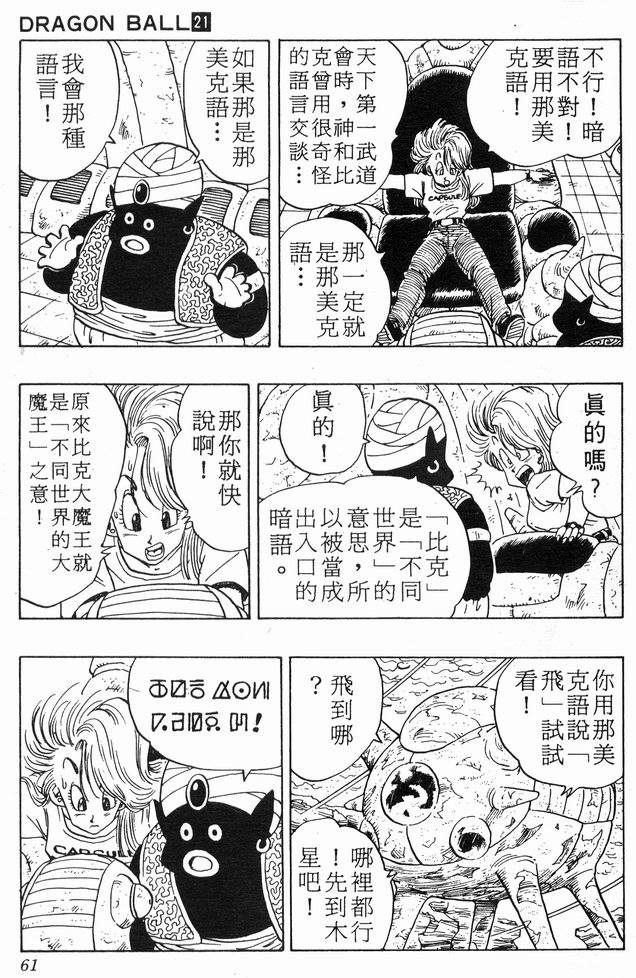 DRAGON BALL 21
不行！暗
語不對！
要用那美
克語！
天下第一武道
會時，神和比
克曾用很奇怪
的語言交談…
那一定就
是那美克
語…
CAPSULE
如果那是那
美克語…
我會那種
語言！
眞的嗎？
眞的！
「比克」
是「不同
世界」的
意思，所
以被當成
出入口的
暗語。
那你就快
說啊！
原來比克大魔王就
是「不同世界的大
魔王」之意！
你用那美
克語說「
飛」試試
看！
飛到哪
？
哪裡都行
！先到木
星吧！
CAPSULE
61